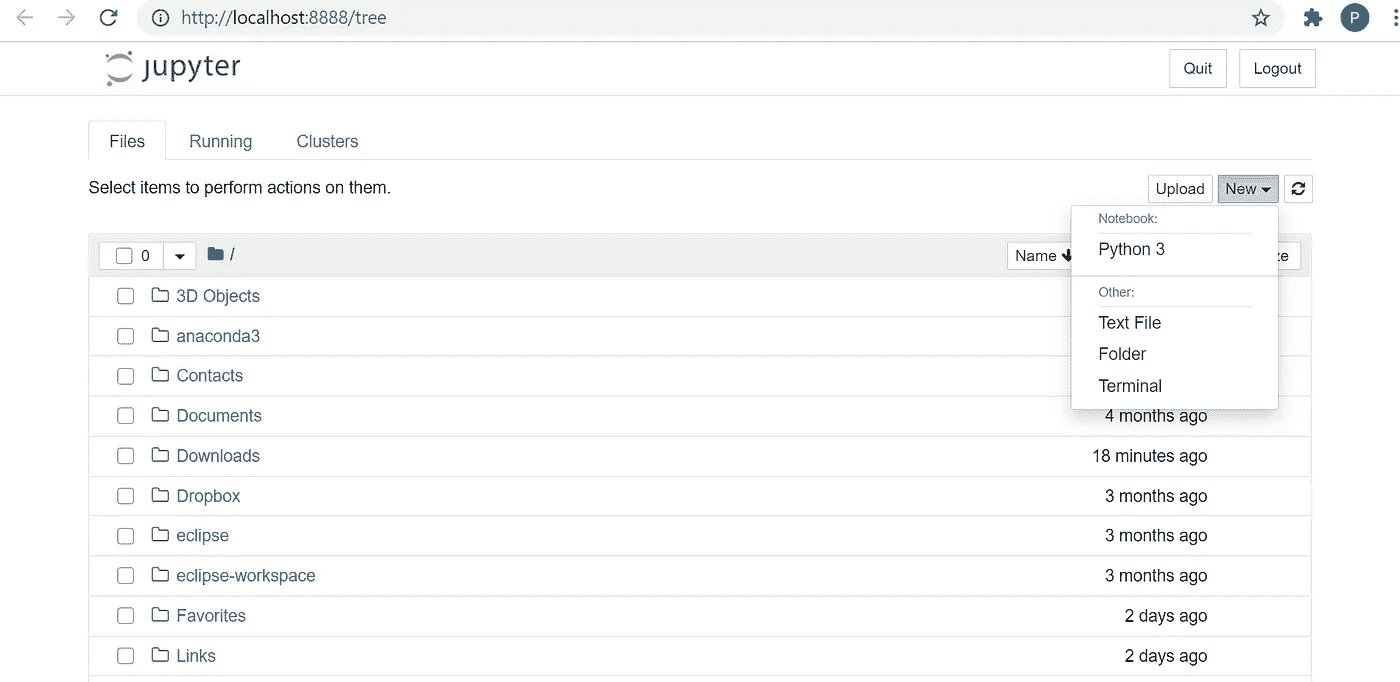 http://localhost:8888/tree
P
jupyter
Quit
Logout
Files
Running
Clusters
Select items to perform actions on them.
Upload
New
Notebook:
Python 3
Other:
Text File
Folder
Terminal
0
/
Name
3D Objects
anaconda3
Contacts
Documents
4 months ago
Downloads
18 minutes ago
Dropbox
3 months ago
eclipse
3 months ago
eclipse-workspace
3 months ago
Favorites
2 days ago
Links
2 days ago